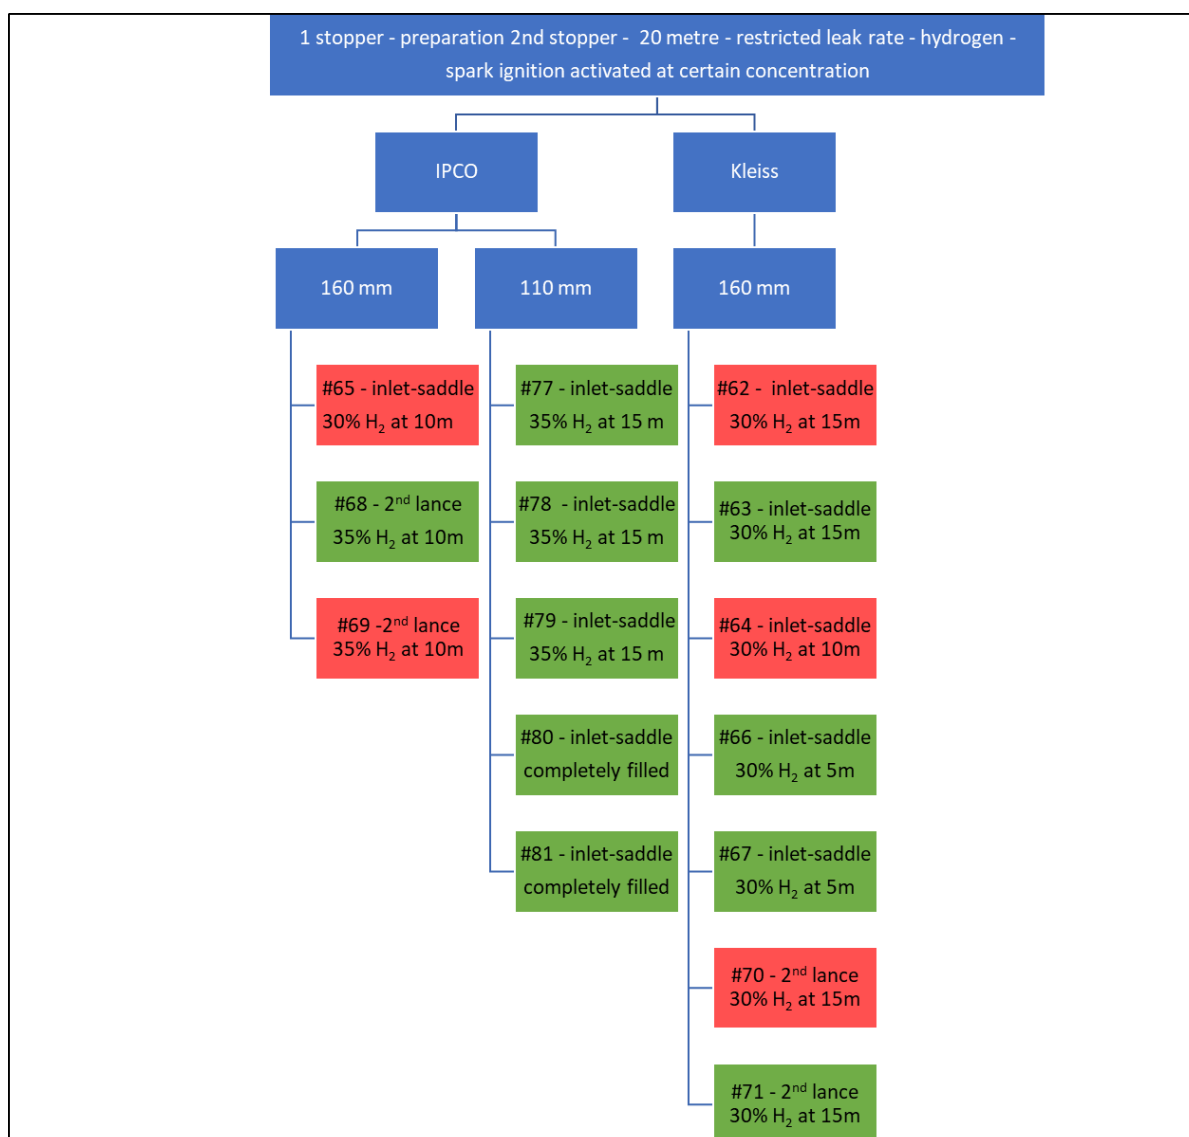 1 stopper - preparation 2nd stopper - 20 metre - restricted leak rate - hydrogen -
spark ignition activated at certain concentration
IPCO
Kleiss
160 mm
110 mm
160 mm
#65 - inlet-saddle
30% H₂ at 10m
#68 - 2ⁿᵈ lance
35% H₂ at 10m
#69 -2ⁿᵈ lance
35% H₂ at 10m
#77 - inlet-saddle
35% H₂ at 15 m
#78 - inlet-saddle
35% H₂ at 15 m
#79 - inlet-saddle
35% H₂ at 15 m
#80 - inlet-saddle
completely filled
#81 - inlet-saddle
completely filled
#62 - inlet-saddle
30% H₂ at 15m
#63 - inlet-saddle
30% H₂ at 15m
#64 - inlet-saddle
30% H₂ at 10m
#66 - inlet-saddle
30% H₂ at 5m
#67 - inlet-saddle
30% H₂ at 5m
#70 - 2ⁿᵈ lance
30% H₂ at 15m
#71 - 2ⁿᵈ lance
30% H₂ at 15m